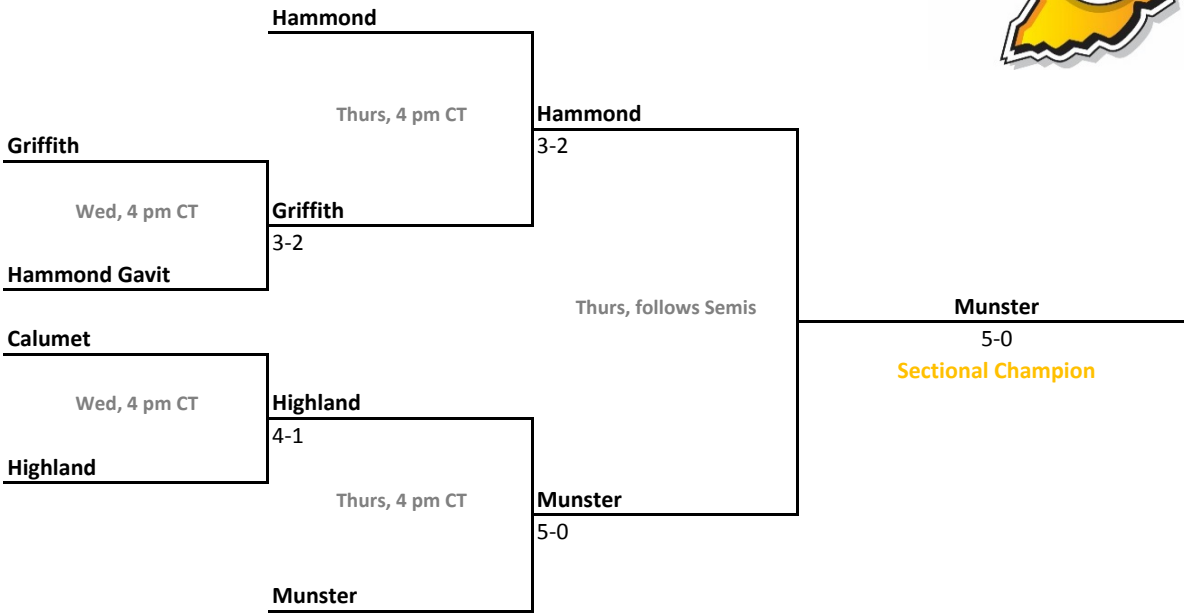 Hammond
Thurs, 4 pm CT
Hammond
3-2
Griffith
Wed, 4 pm CT
Griffith
3-2
Hammond Gavit
Thurs, follows Semis
Munster
5-0
Sectional Champion
Calumet
Wed, 4 pm CT
Highland
4-1
Highland
Thurs, 4 pm CT
Munster
5-0
Munster